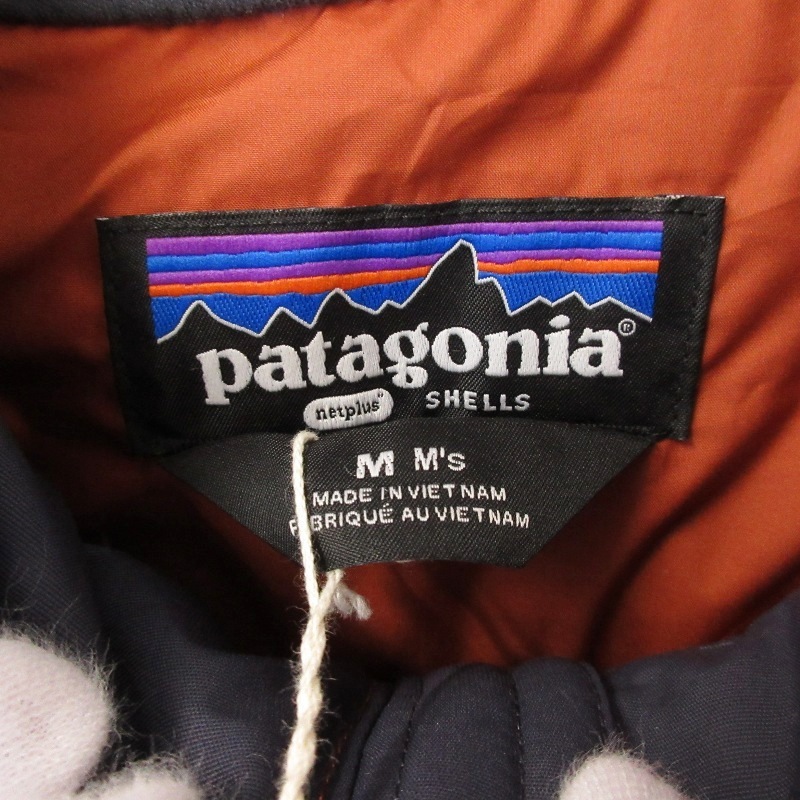 patagonia®
netplus® SHELLS
M M's
MADE IN VIETNAM
FABRIQUÉ AU VIETNAM